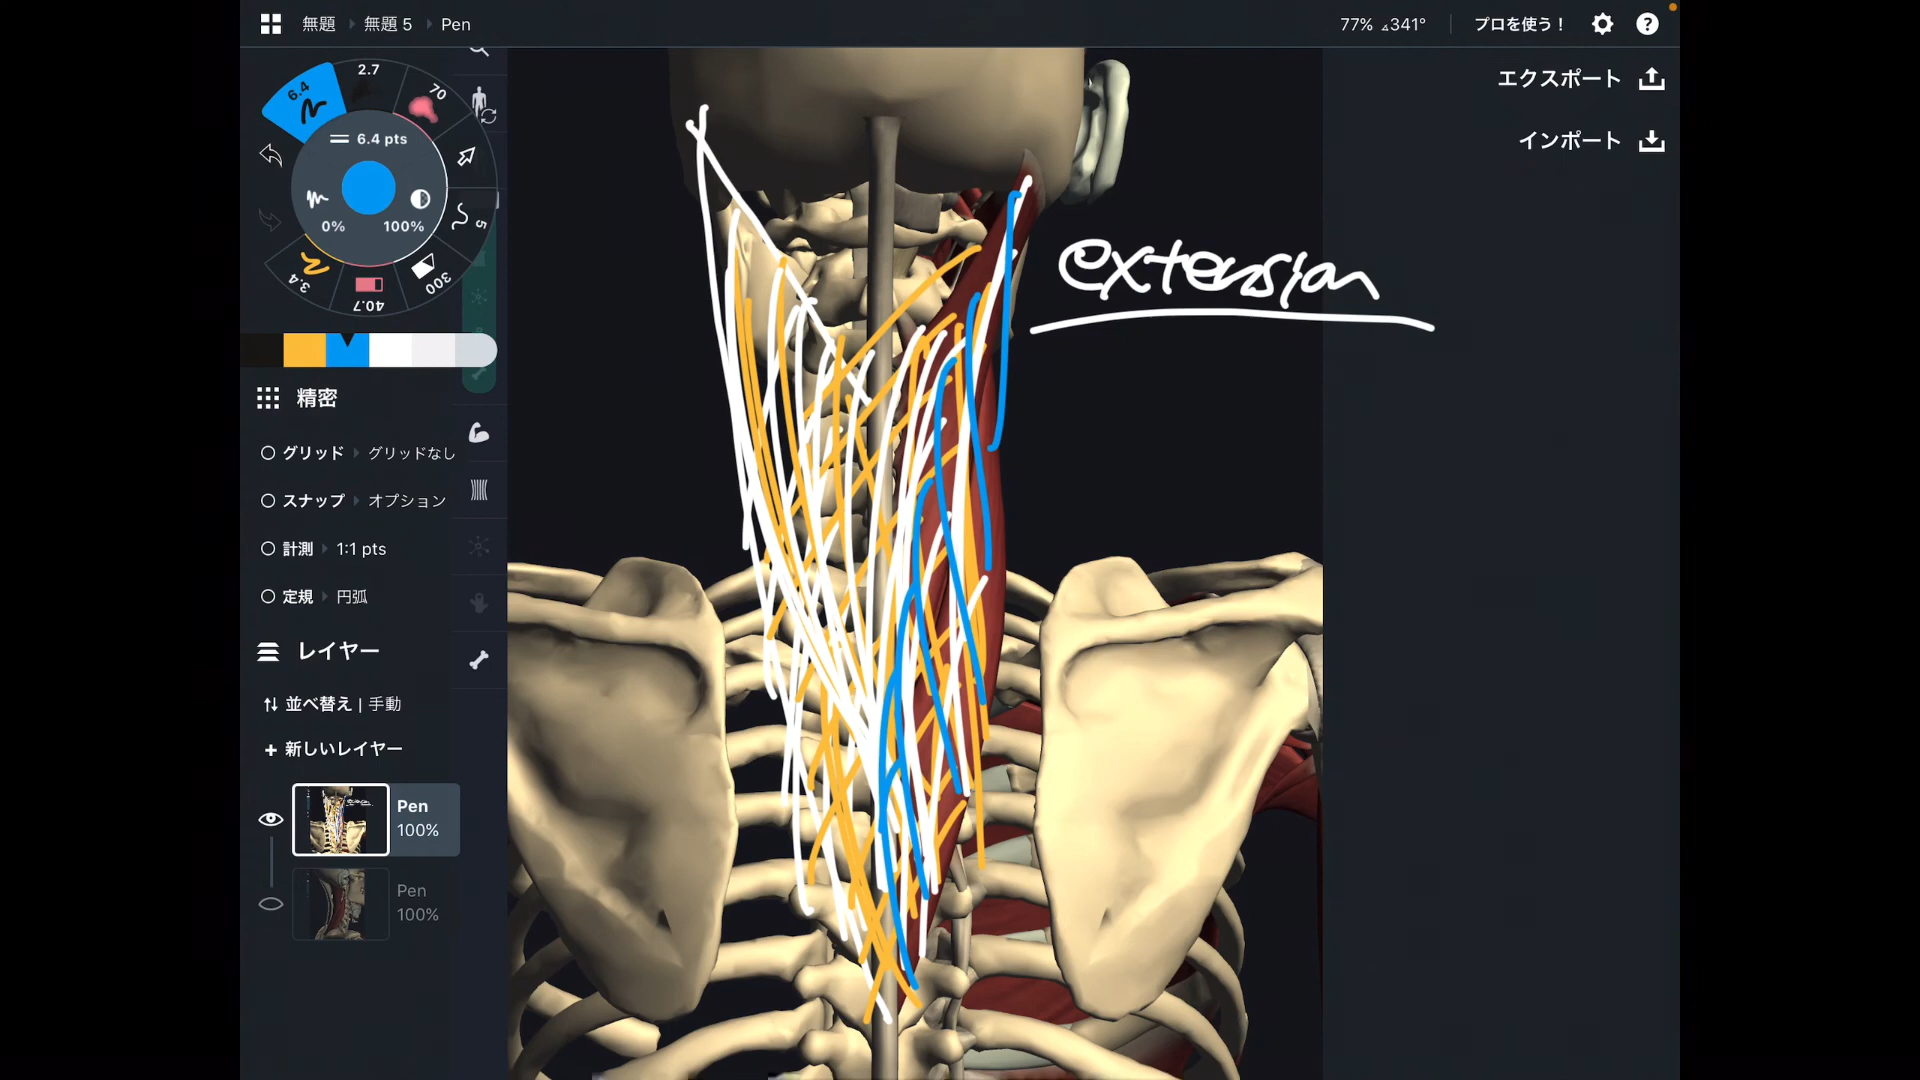 無題 無題 5 Pen
77% ⊿341°
プロを使う!
エクスポート
インポート
6.4
2.7
70
5
300
40.7
3.4
6.4 pts
0%
100%
精密
グリッド グリッドなし
スナップ オプション
計測 1:1 pts
定規 円弧
レイヤー
並べ替え | 手動
+ 新しいレイヤー
Pen
100%
Pen
100%
extension